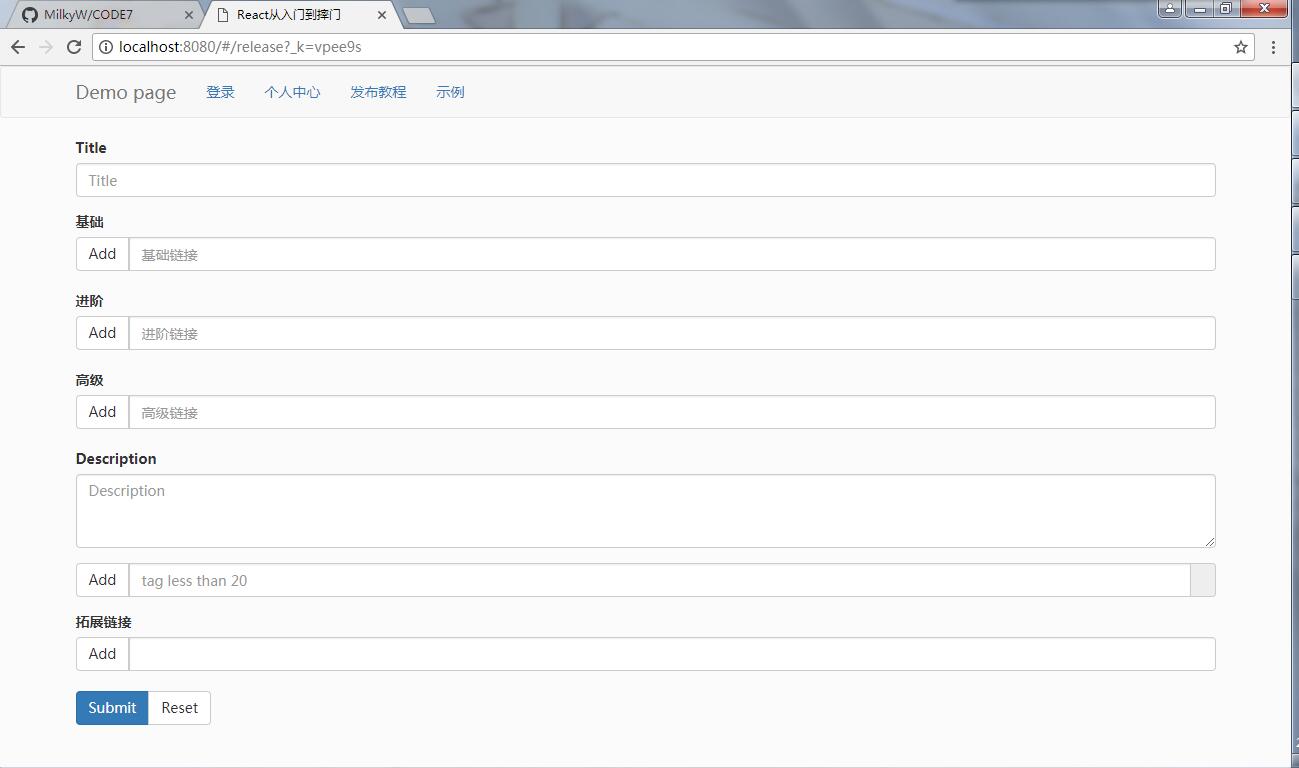 MilkyW/CODE7
React从入门到摔门
localhost:8080/#/release?_k=vpee9s
Demo page 登录 个人中心 发布教程 示例
Title
Title
基础
Add 基础链接
进阶
Add 进阶链接
高级
Add 高级链接
Description
Description
Add tag less than 20
拓展链接
Add
Submit Reset